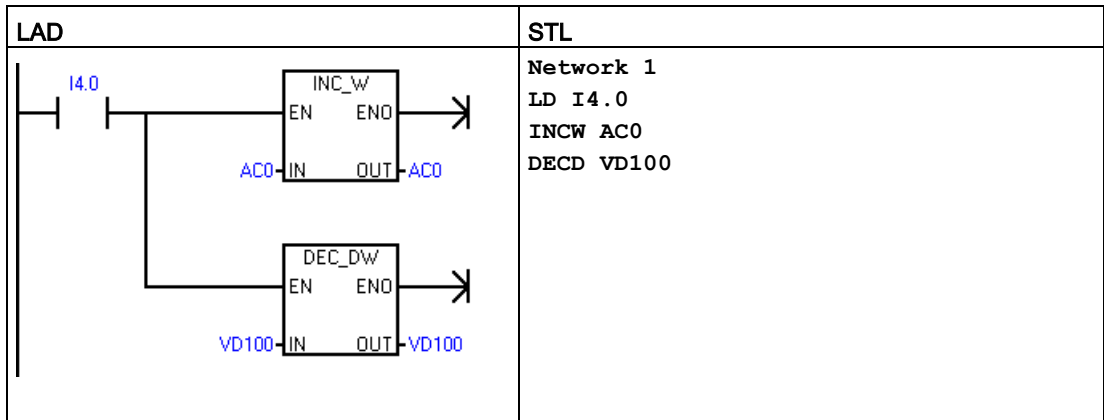 LAD
STL
I4.0
INC_W
EN ENO
AC0 IN OUT AC0
DEC_DW
EN ENO
VD100 IN OUT VD100
Network 1
LD I4.0
INCW AC0
DECD VD100